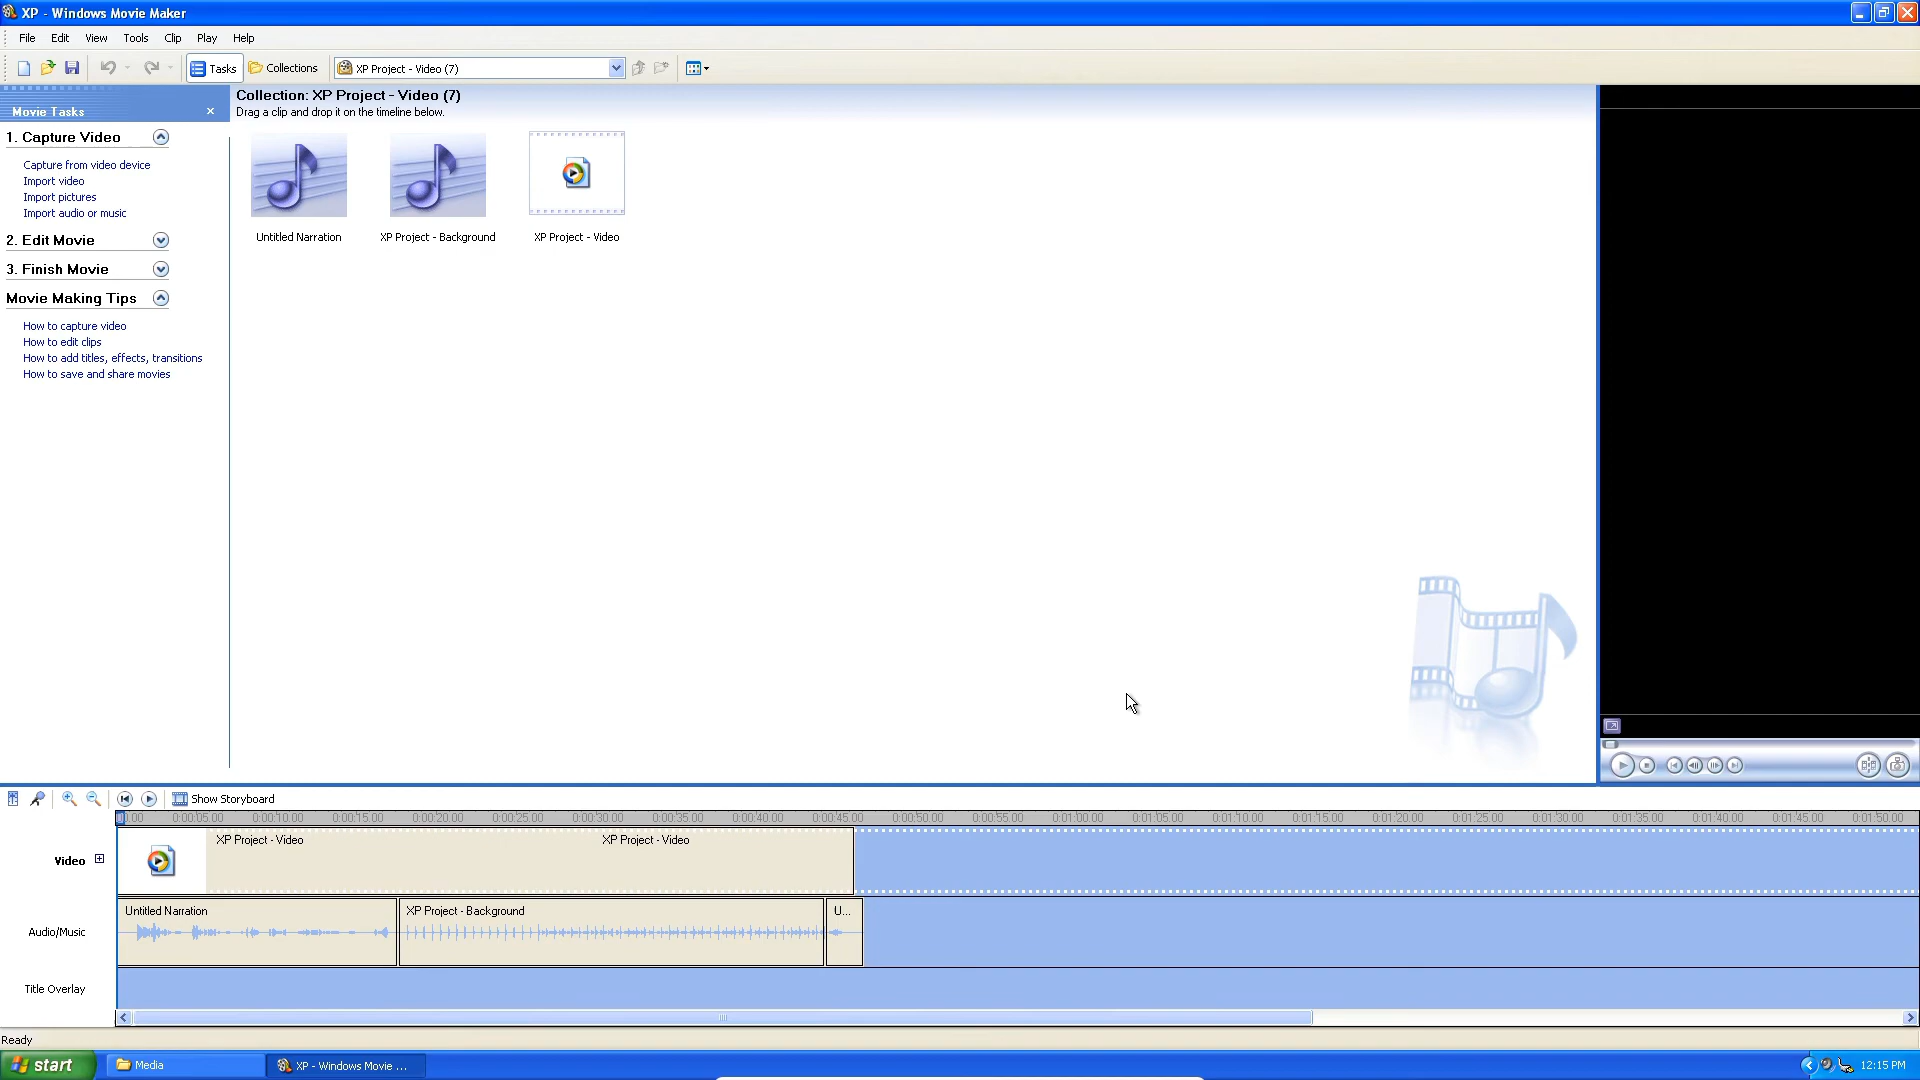 XP - Windows Movie Maker
File Edit View Tools Clip Play Help
Tasks Collections XP Project - Video (7)
Movie Tasks
1. Capture Video
Capture from video device
Import video
Import pictures
Import audio or music
2. Edit Movie
3. Finish Movie
Movie Making Tips
How to capture video
How to edit clips
How to add titles, effects, transitions
How to save and share movies
Collection: XP Project - Video (7)
Drag a clip and drop it on the timeline below.
Untitled Narration XP Project - Background XP Project - Video
Show Storyboard
0:00:05.00 0:00:10.00 0:00:15.00 0:00:20.00 0:00:25.00 0:00:30.00 0:00:35.00 0:00:40.00 0:00:45.00 0:00:50.00 0:00:55.00 0:01:00.00 0:01:05.00 0:01:10.00 0:01:15.00 0:01:20.00 0:01:25.00 0:01:30.00 0:01:35.00 0:01:40.00 0:01:45.00 0:01:50.00
XP Project - Video XP Project - Video
Video
Untitled Narration XP Project - Background U...
Audio/Music
Title Overlay
Ready
start Media XP - Windows Movie ... 12:15 PM